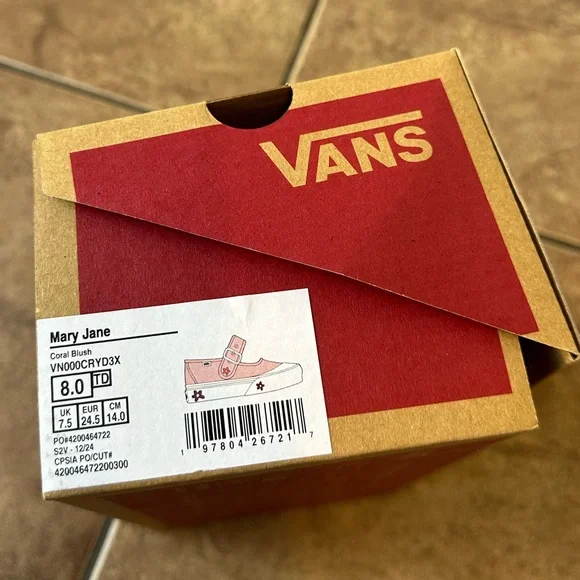 VANS
Mary Jane
Coral Blush
VN000CRYD3X
8.0 TD
UK EUR CM
7.5 24.5 14.0
PO#4200464722
S2V - 12/24
CPSIA PO/CUT#
420046472200300
1 97804 26721 7